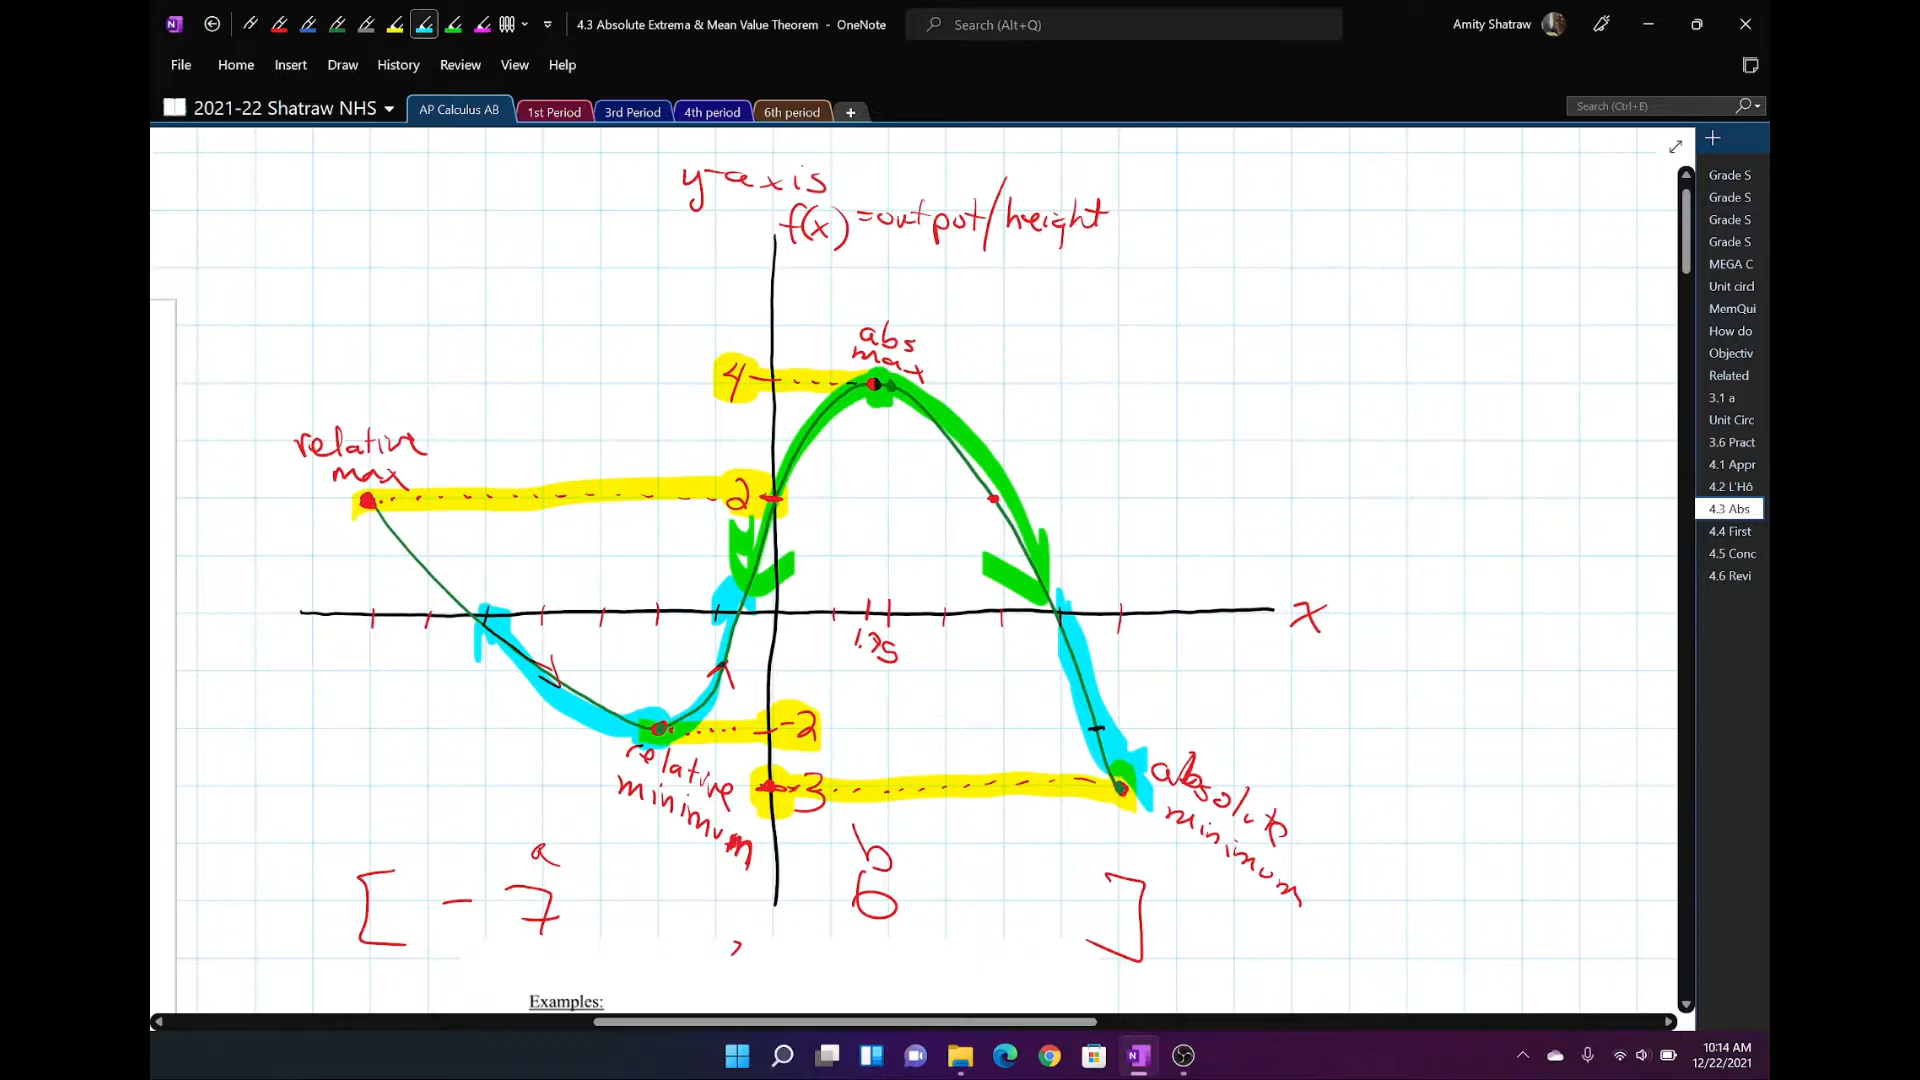 4.3 Absolute Extrema & Mean Value Theorem - OneNote
Search (Alt+Q)
Amity Shatraw
File Home Insert Draw History Review View Help
2021-22 Shatraw NHS
AP Calculus AB
1st Period
3rd Period
4th period
6th period
Search (Ctrl+E)
y-axis
f(x) = output/height
abs
max
4
relative
max
2
x
1.75
-2
-3
relative
minimum
absolute
minimum
a b
[ -7 , 6 ]
Examples:
Grade S
Grade S
Grade S
Grade S
MEGA C
Unit circl
MemQui
How do
Objectiv
Related
3.1 a
Unit Circ
3.6 Pract
4.1 Appr
4.2 L'Hô
4.3 Abs
4.4 First
4.5 Conc
4.6 Revi
10:14 AM
12/22/2021